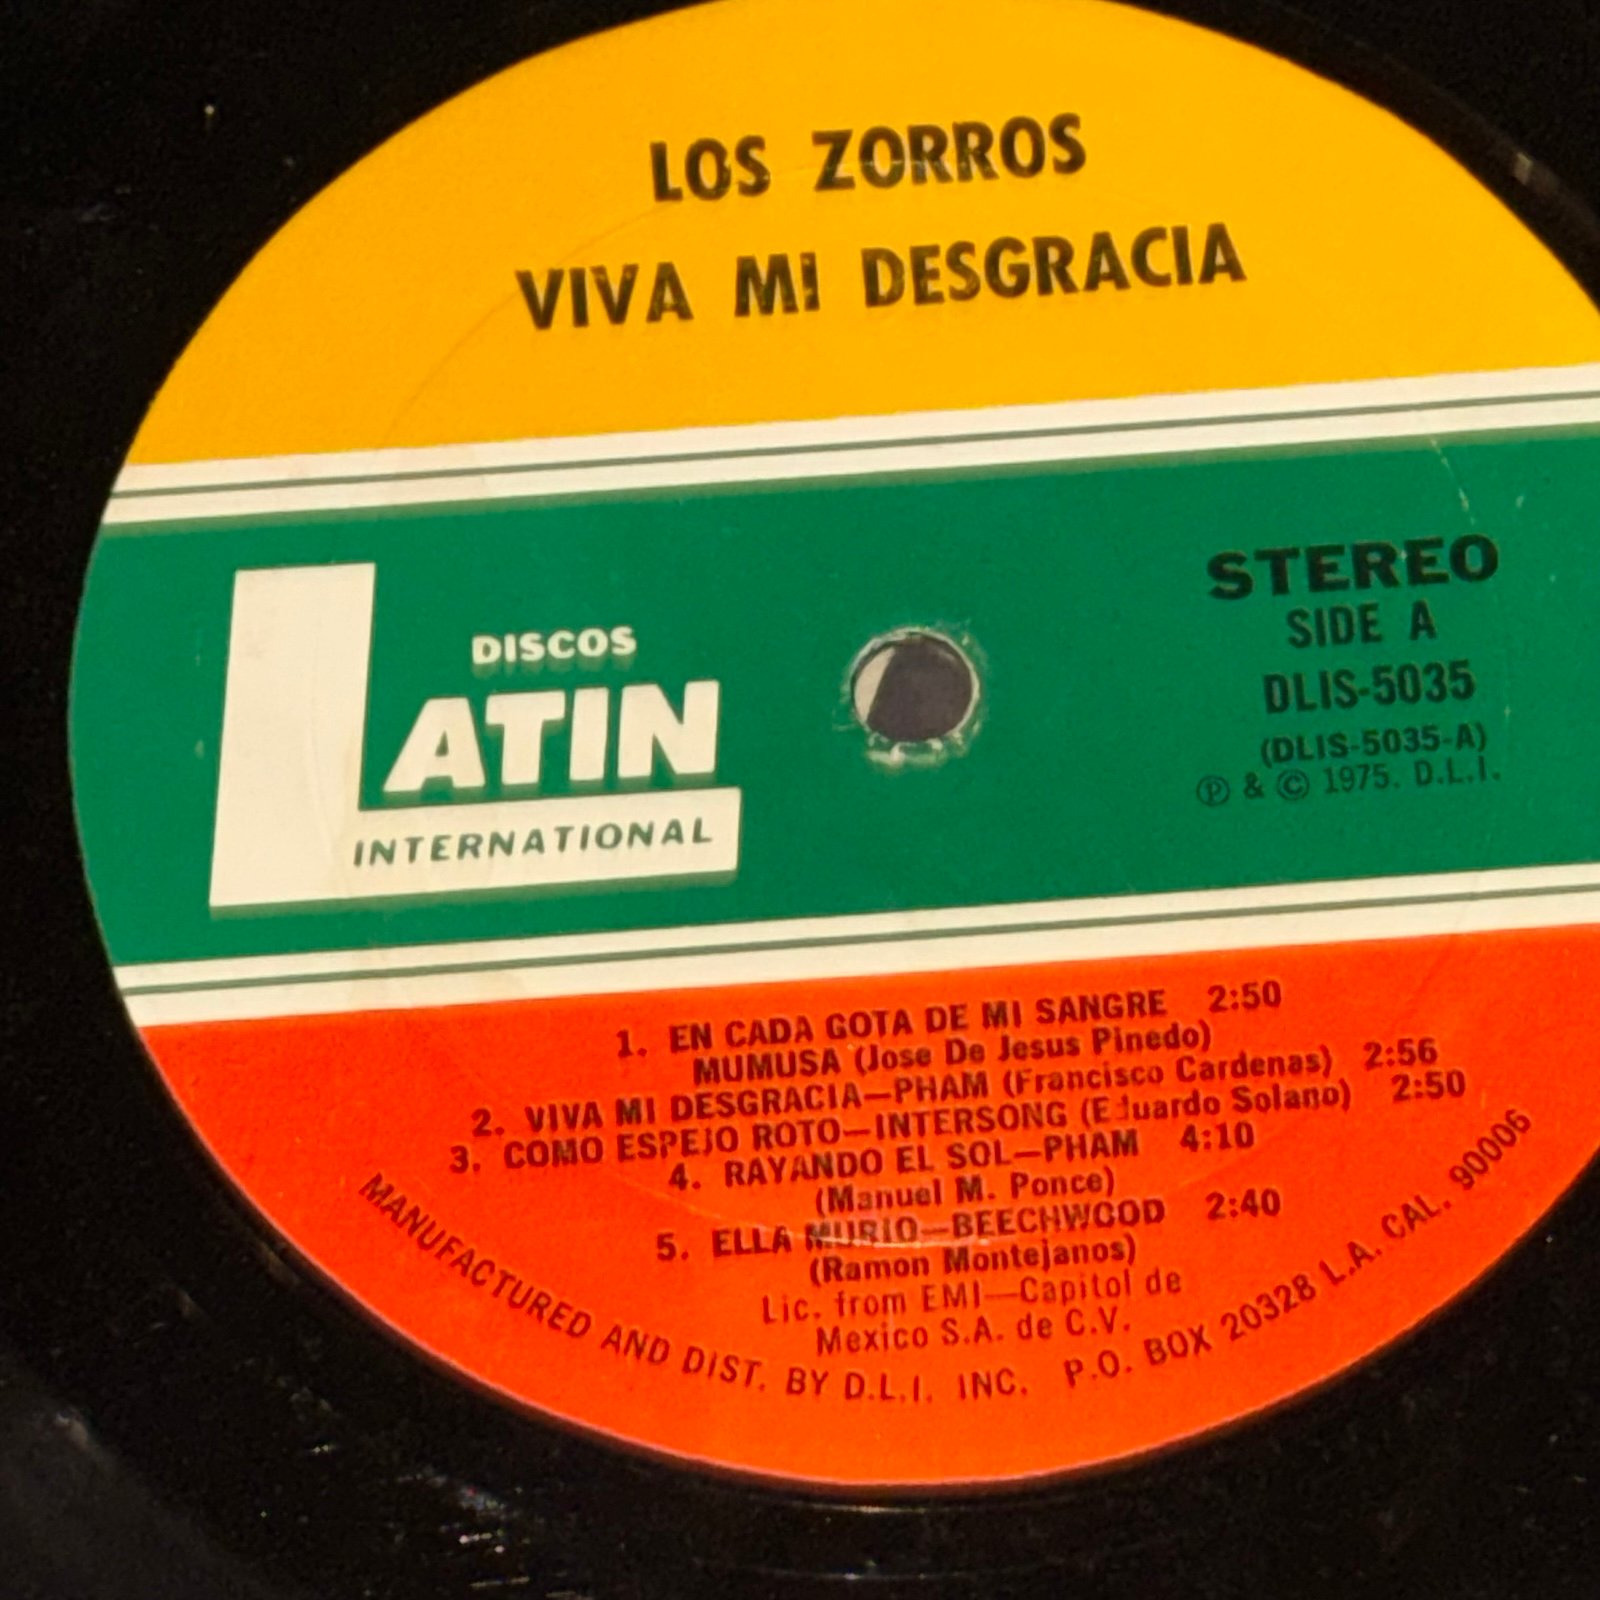 LOS ZORROS
VIVA MI DESGRACIA
DISCOS
LATIN
INTERNATIONAL
STEREO
SIDE A
DLIS-5035
(DLIS-5035-A)
Ⓟ & © 1975. D.L.I.
1. EN CADA GOTA DE MI SANGRE 2:50
MUMUSA (Jose De Jesus Pinedo)
2. VIVA MI DESGRACIA—PHAM (Francisco Cardenas) 2:56
3. COMO ESPEJO ROTO—INTERSONG (Eduardo Solano) 2:50
4. RAYANDO EL SOL—PHAM 4:10
(Manuel M. Ponce)
5. ELLA MURIO—BEECHWOOD 2:40
(Ramon Montejanos)
Lic. from EMI—Capitol de
Mexico S.A. de C.V.
MANUFACTURED AND DIST. BY D.L.I. INC. P.O. BOX 20328 L.A. CAL. 90006